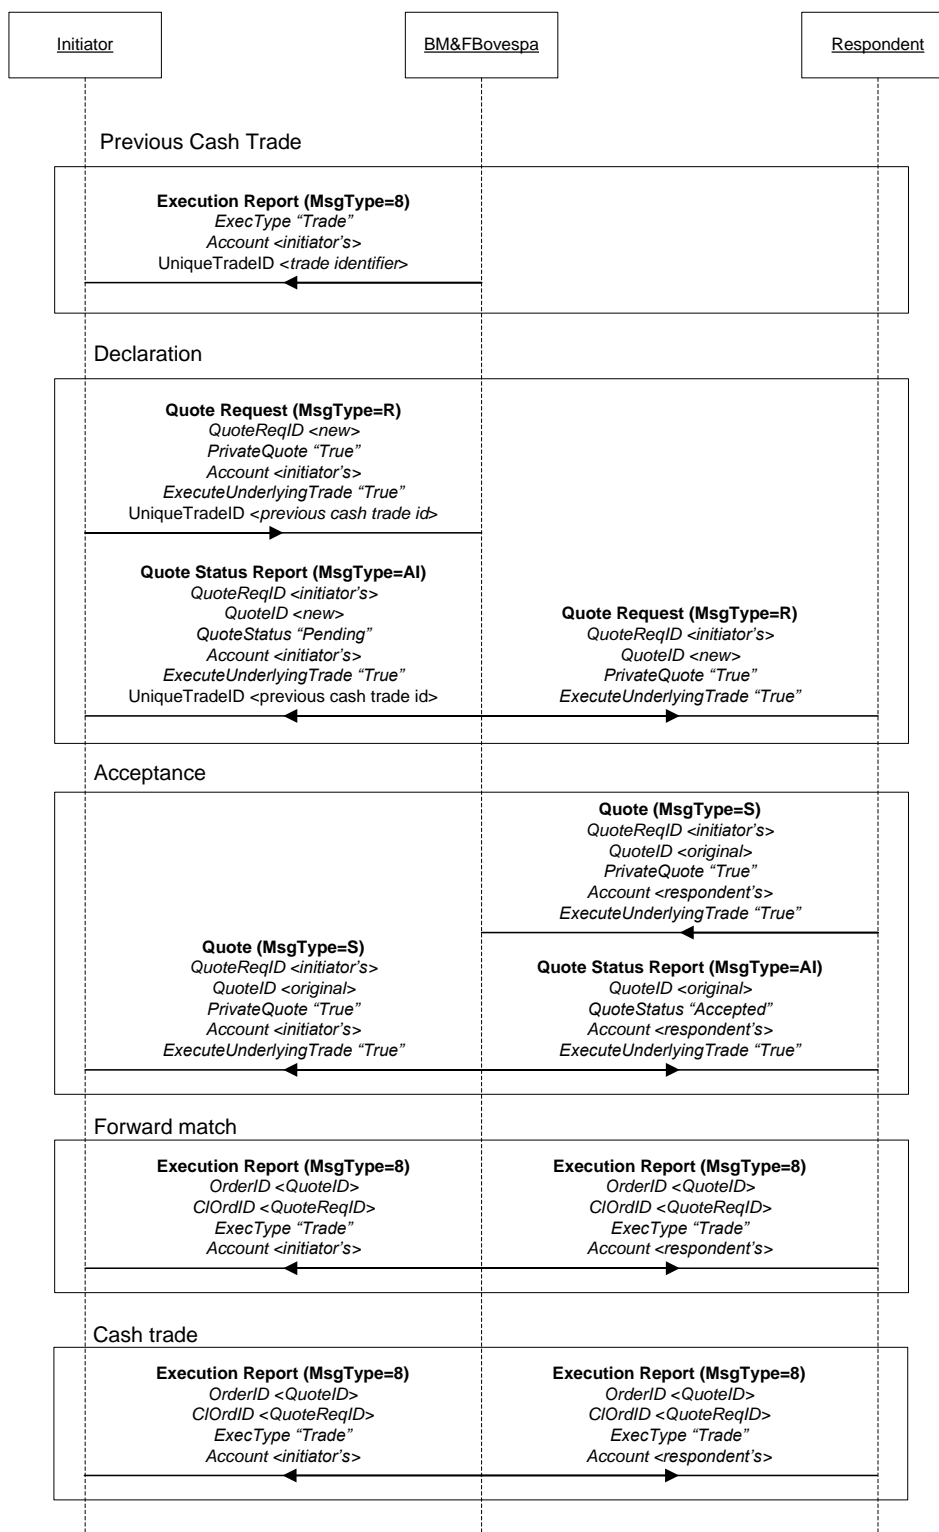 Initiator
BM&FBovespa
Respondent
Previous Cash Trade
Execution Report (MsgType=8)
ExecType “Trade”
Account <initiator’s>
UniqueTradeID <trade identifier>
Declaration
Quote Request (MsgType=R)
QuoteReqID <new>
PrivateQuote “True”
Account <initiator’s>
ExecuteUnderlyingTrade “True”
UniqueTradeID <previous cash trade id>
Quote Status Report (MsgType=AI)
QuoteReqID <initiator’s>
QuoteID <new>
QuoteStatus “Pending”
Account <initiator’s>
ExecuteUnderlyingTrade “True”
UniqueTradeID <previous cash trade id>
Quote Request (MsgType=R)
QuoteReqID <initiator’s>
QuoteID <new>
PrivateQuote “True”
ExecuteUnderlyingTrade “True”
Acceptance
Quote (MsgType=S)
QuoteReqID <initiator’s>
QuoteID <original>
PrivateQuote “True”
Account <respondent’s>
ExecuteUnderlyingTrade “True”
Quote (MsgType=S)
QuoteReqID <initiator’s>
QuoteID <original>
PrivateQuote “True”
Account <initiator’s>
ExecuteUnderlyingTrade “True”
Quote Status Report (MsgType=AI)
QuoteID <original>
QuoteStatus “Accepted”
Account <respondent’s>
ExecuteUnderlyingTrade “True”
Forward match
Execution Report (MsgType=8)
OrderID <QuoteID>
ClOrdID <QuoteReqID>
ExecType “Trade”
Account <initiator’s>
Execution Report (MsgType=8)
OrderID <QuoteID>
ClOrdID <QuoteReqID>
ExecType “Trade”
Account <respondent’s>
Cash trade
Execution Report (MsgType=8)
OrderID <QuoteID>
ClOrdID <QuoteReqID>
ExecType “Trade”
Account <initiator’s>
Execution Report (MsgType=8)
OrderID <QuoteID>
ClOrdID <QuoteReqID>
ExecType “Trade”
Account <respondent’s>